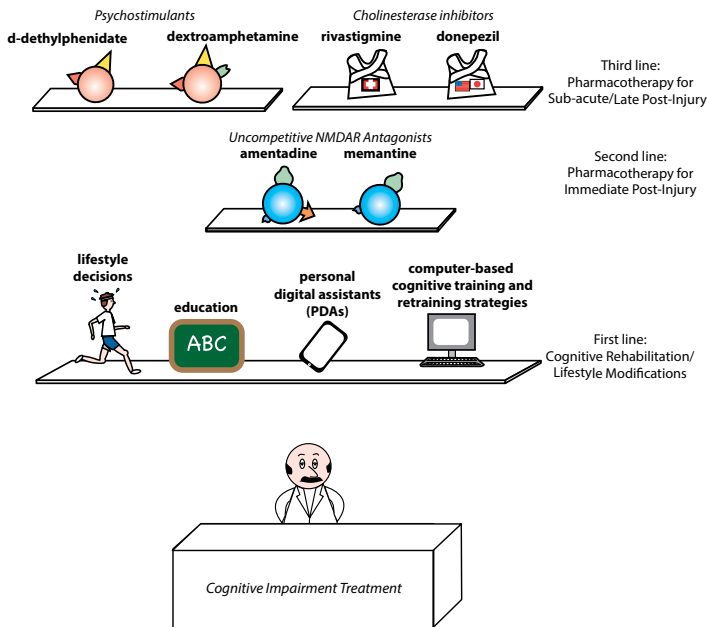 Psychostimulants
Cholinesterase inhibitors
d-dethylphenidate
dextroamphetamine
rivastigmine
donepezil
Third line:
Pharmacotherapy for
Sub-acute/Late Post-Injury
Uncompetitive NMDAR Antagonists
amentadine
memantine
Second line:
Pharmacotherapy for
Immediate Post-Injury
lifestyle
decisions
education
personal
digital assistants
(PDAs)
computer-based
cognitive training and
retraining strategies
ABC
First line:
Cognitive Rehabilitation/
Lifestyle Modifications
Cognitive Impairment Treatment